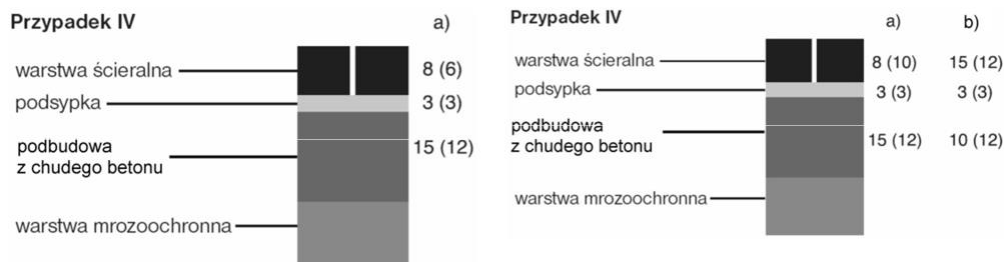 Przypadek IV
a)
warstwa ścieralna 8 (6)
podsypka 3 (3)
podbudowa
z chudego betonu 15 (12)
warstwa mrozoochronna
Przypadek IV
a) b)
warstwa ścieralna 8 (10) 15 (12)
podsypka 3 (3) 3 (3)
podbudowa
z chudego betonu 15 (12) 10 (12)
warstwa mrozoochronna